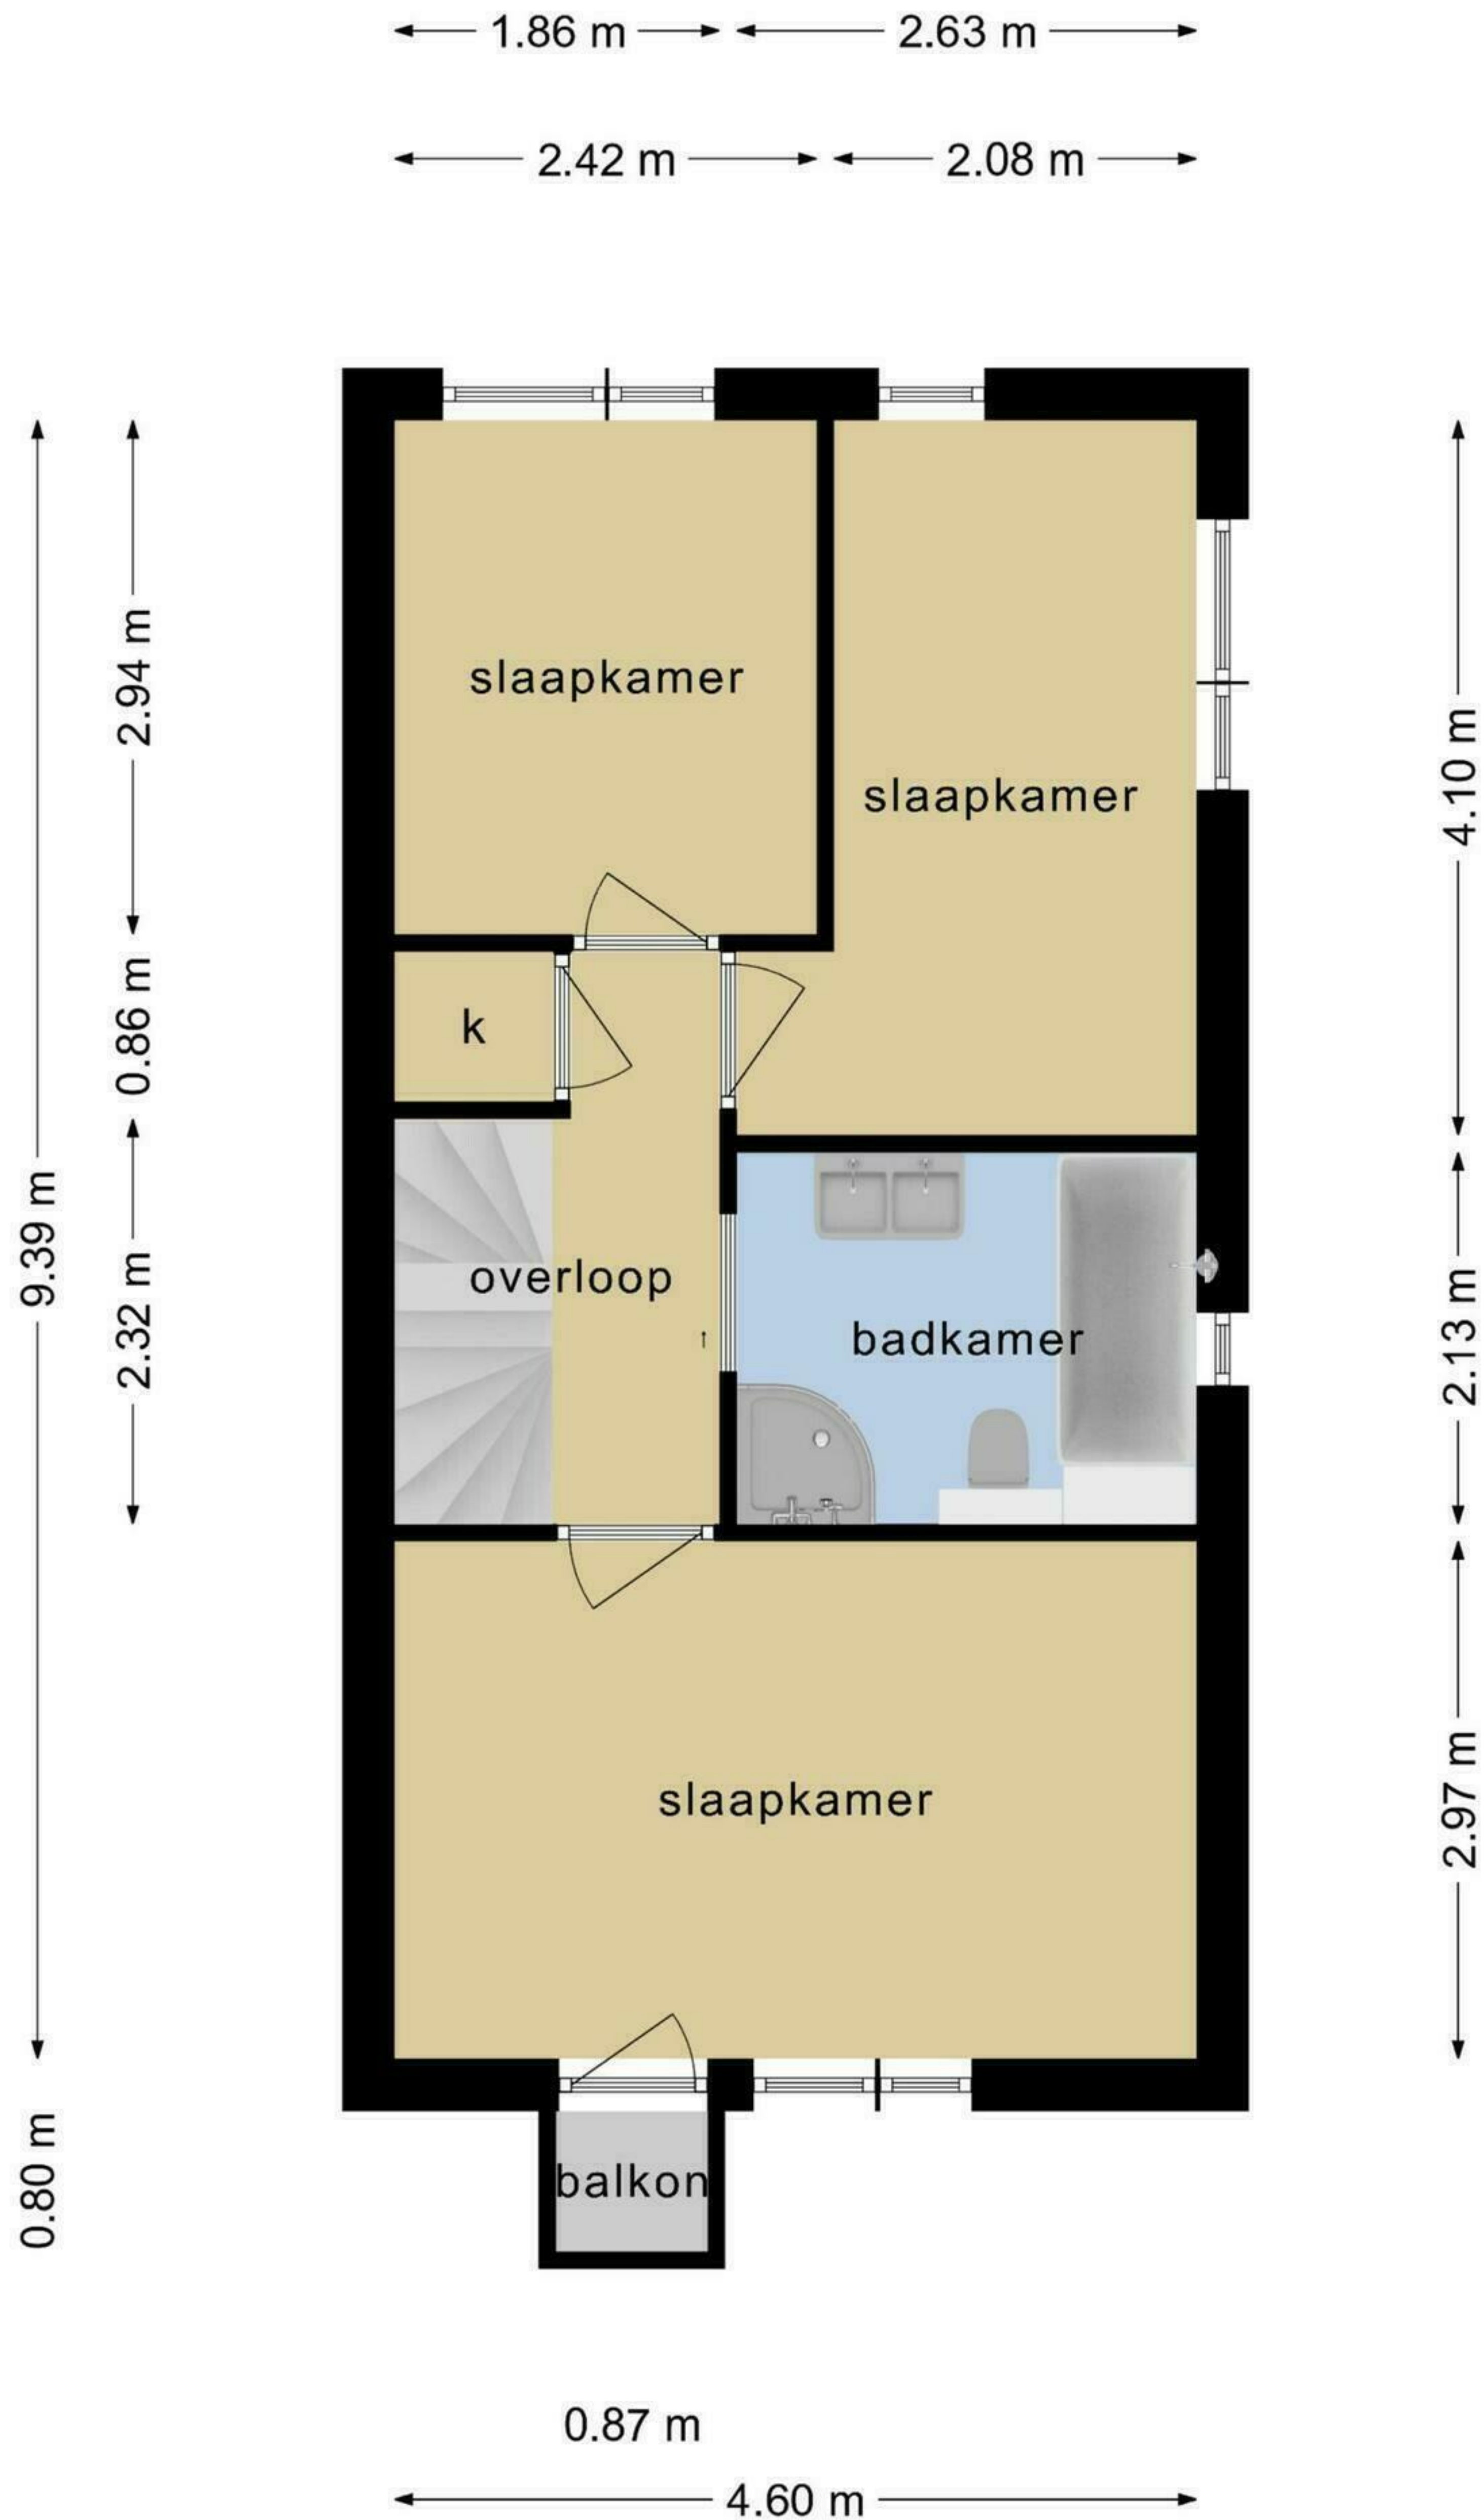 1.86 m
2.63 m
2.42 m
2.08 m
slaapkamer
2.94 m
4.10 m
slaapkamer
0.86 m
k
9.39 m
2.32 m
overloop
badkamer
2.13 m
2.97 m
slaapkamer
0.80 m
balkon
0.87 m
4.60 m